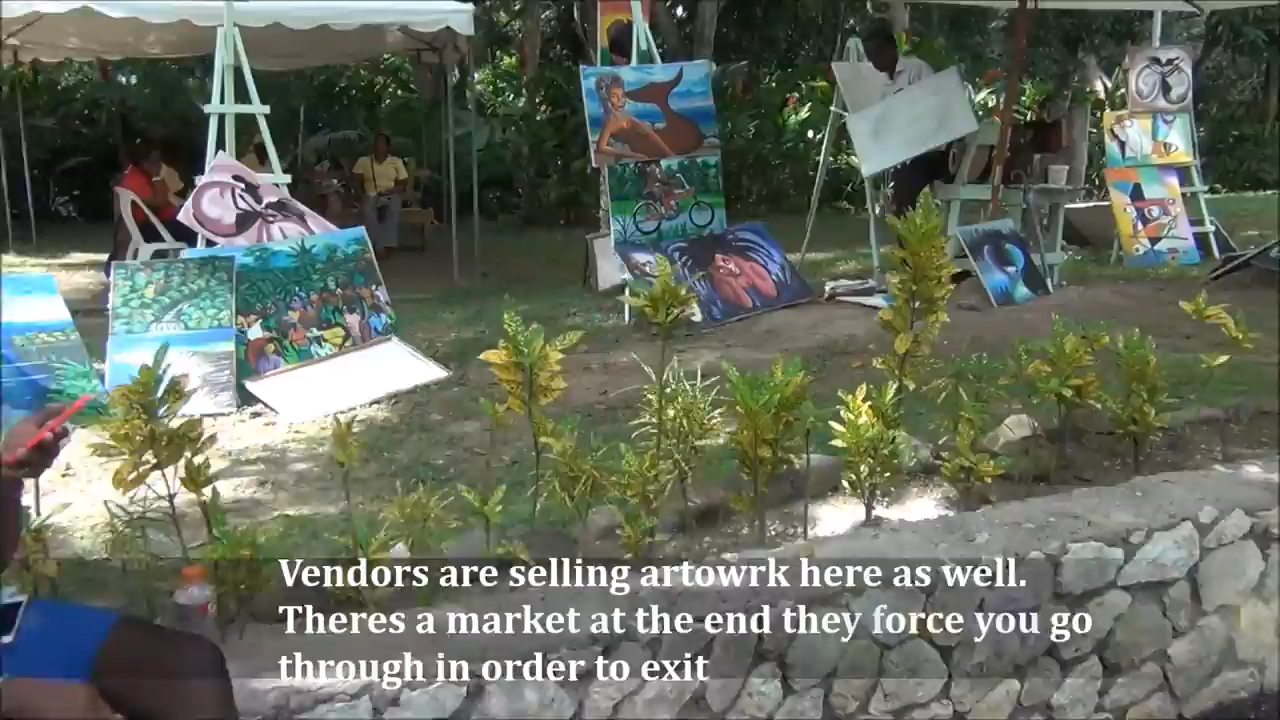 Vendors are selling artowrk here as well.
Theres a market at the end they force you go
through in order to exit